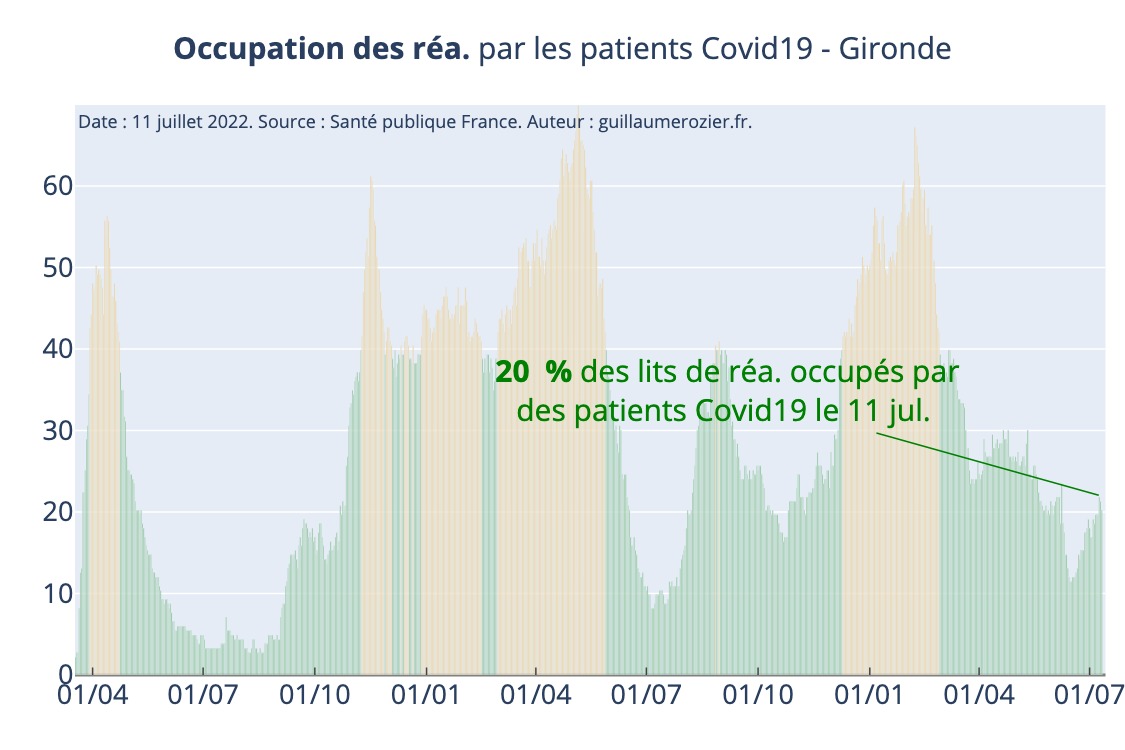 Occupation des réa. par les patients Covid19 - Gironde
Date : 11 juillet 2022. Source : Santé publique France. Auteur : guillaumerozier.fr.
60
50
40
20 % des lits de réa. occupés par
des patients Covid19 le 11 jul.
30
20
10
0
01/04 01/07 01/10 01/01 01/04 01/07 01/10 01/01 01/04 01/07